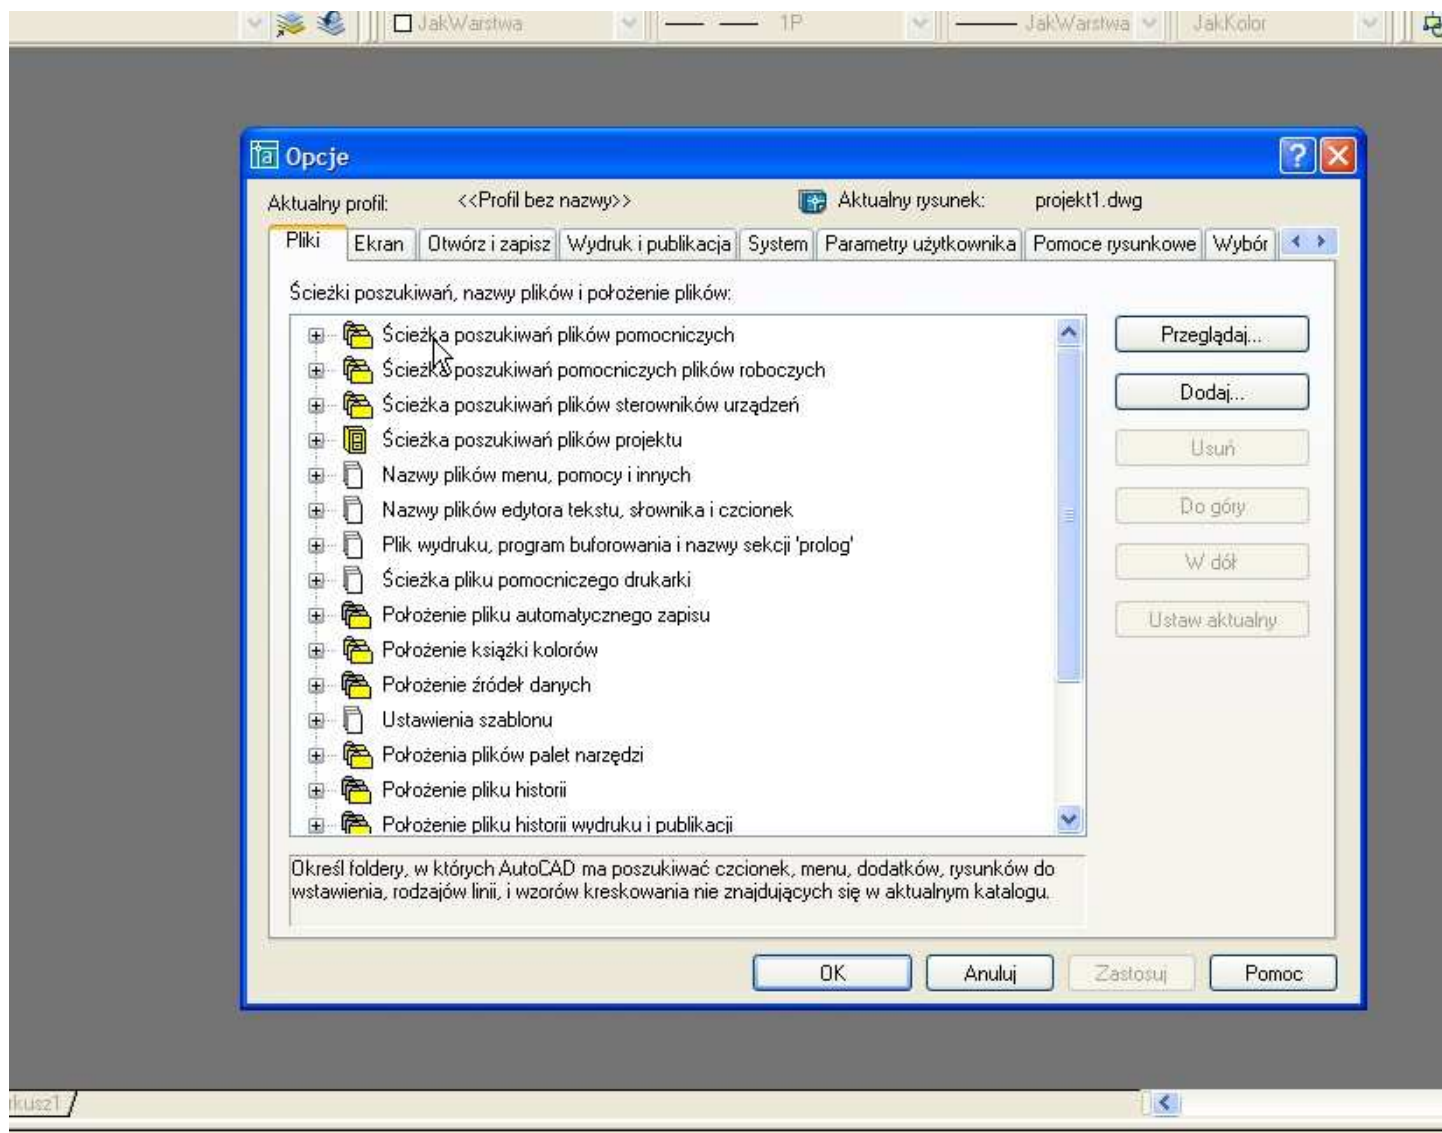 JakWarstwa 1P JakWarstwa JakKolor
Opcje
Aktualny profil: <<Profil bez nazwy>> Aktualny rysunek: projekt1.dwg
Pliki Ekran Otwórz i zapisz Wydruk i publikacja System Parametry użytkownika Pomoce rysunkowe Wybór
Ścieżki poszukiwań, nazwy plików i położenie plików:
Ścieżka poszukiwań plików pomocniczych
Ścieżka poszukiwań pomocniczych plików roboczych
Ścieżka poszukiwań plików sterowników urządzeń
Ścieżka poszukiwań plików projektu
Nazwy plików menu, pomocy i innych
Nazwy plików edytora tekstu, słownika i czcionek
Plik wydruku, program buforowania i nazwy sekcji 'prolog'
Ścieżka pliku pomocniczego drukarki
Położenie pliku automatycznego zapisu
Położenie książki kolorów
Położenie źródeł danych
Ustawienia szablonu
Położenia plików palet narzędzi
Położenie pliku historii
Położenie pliku historii wydruku i publikacji
Przeglądaj...
Dodaj...
Usuń
Do góry
W dół
Ustaw aktualny
Określ foldery, w których AutoCAD ma poszukiwać czcionek, menu, dodatków, rysunków do
wstawienia, rodzajów linii, i wzorów kreskowania nie znajdujących się w aktualnym katalogu.
OK Anuluj Zastosuj Pomoc
rkusz1